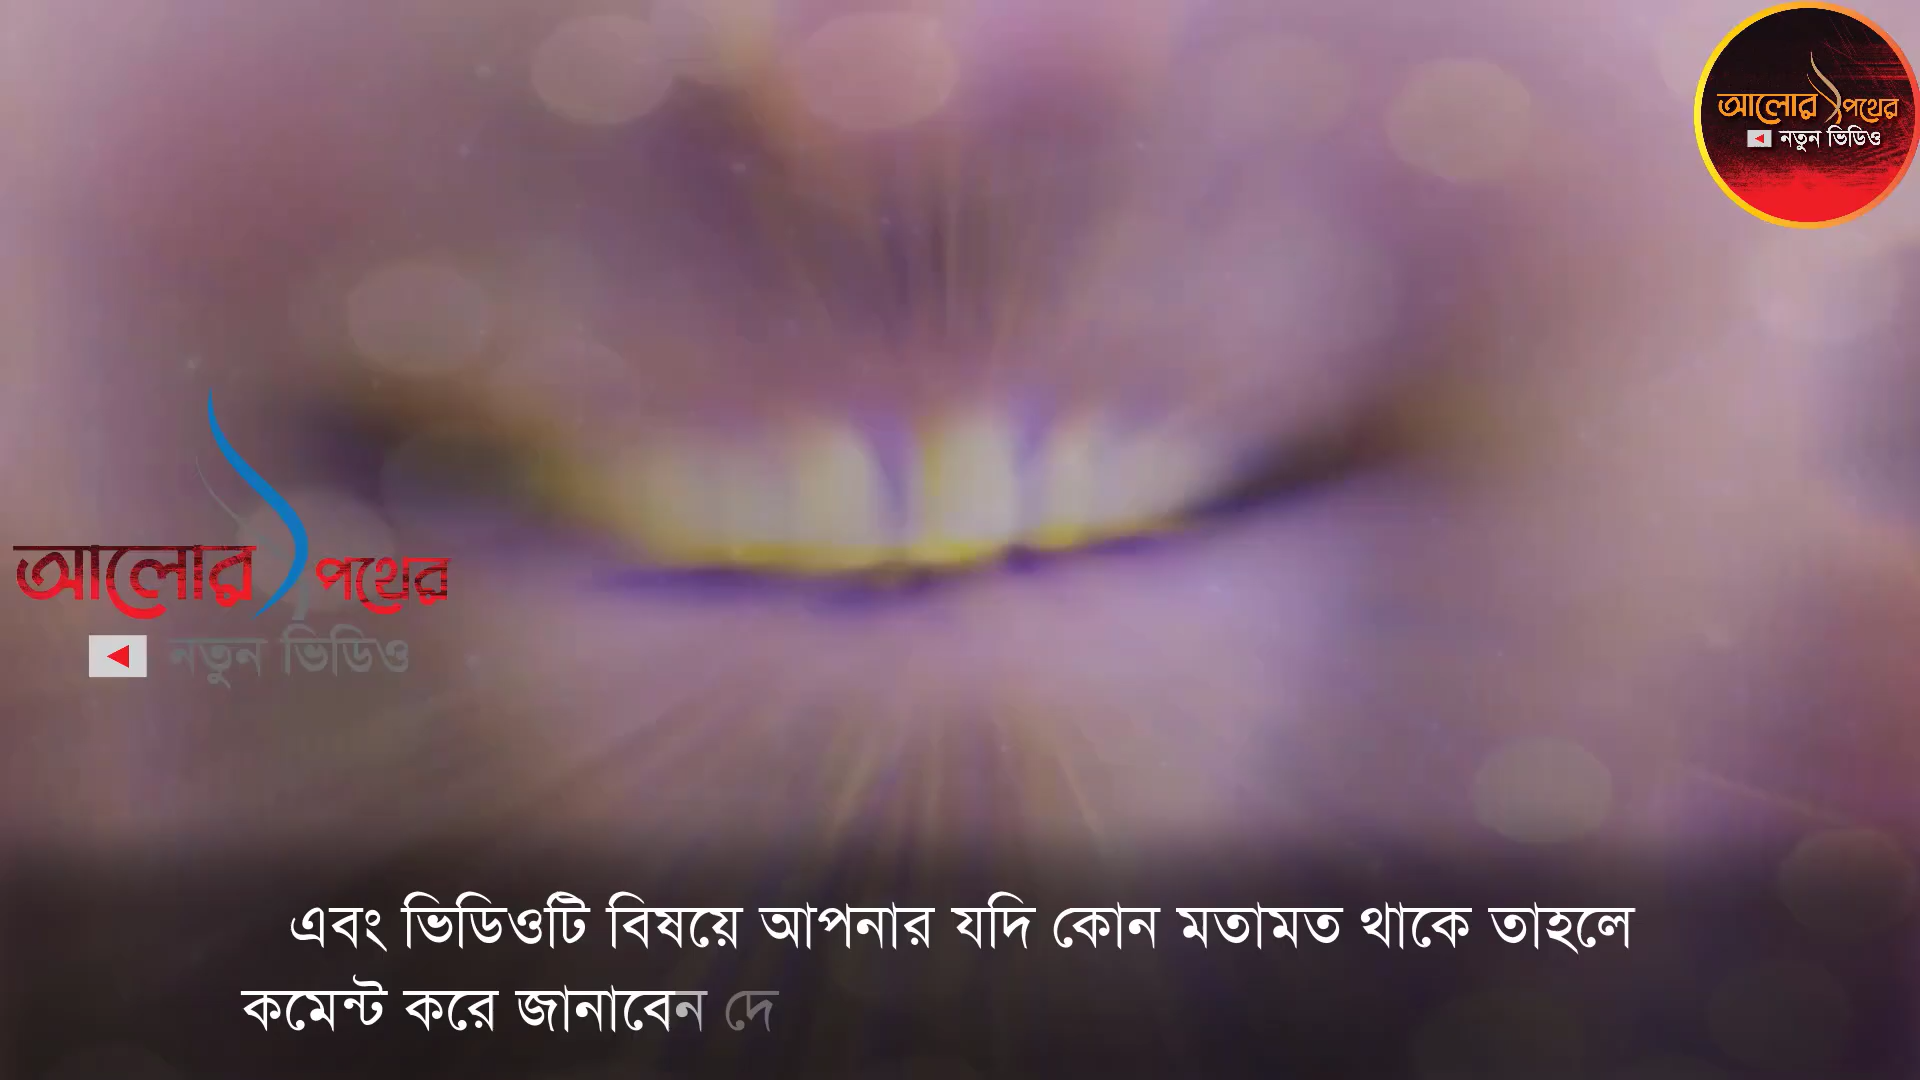 আলোর পথের
নতুন ভিডিও
আলোর পথের
নতুন ভিডিও
এবং ভিডিওটি বিষয়ে আপনার যদি কোন মতামত থাকে তাহলে
কমেন্ট করে জানাবেন দে